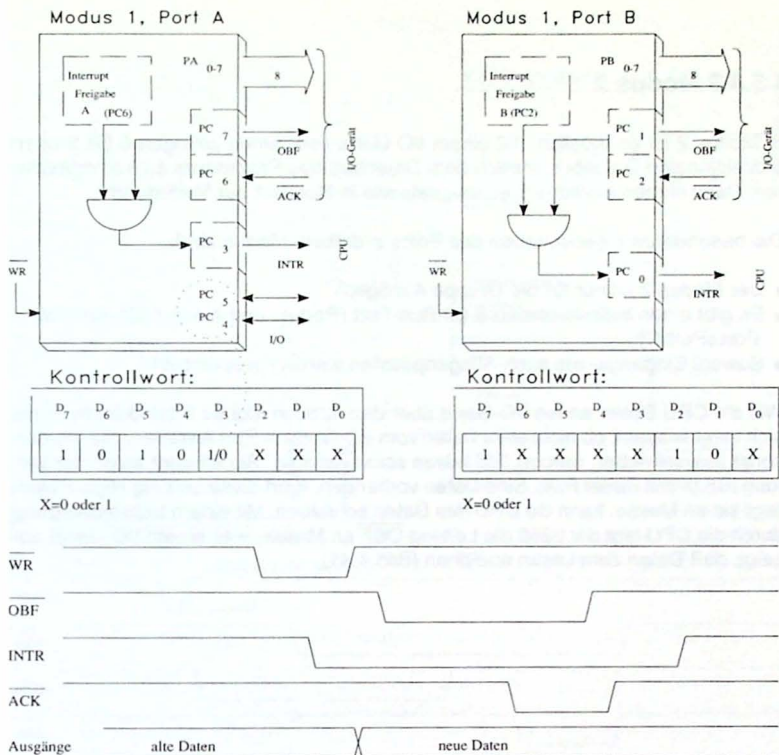 Modus 1, Port A
PA 0-7
8
Interrupt
Freigabe
A (PC6)
PC 7
OBF
PC 6
ACK
I/O-Gerät
PC 3
INTR
CPU
WR
PC 5
PC 4
I/O
Kontrollwort:
D7 D6 D5 D4 D3 D2 D1 D0
1 0 1 0 1/0 X X X
X=0 oder 1
Modus 1, Port B
PB 0-7
8
Interrupt
Freigabe
B (PC2)
PC 1
OBF
PC 2
ACK
I/O-Gerät
PC 0
INTR
CPU
WR
Kontrollwort:
D7 D6 D5 D4 D3 D2 D1 D0
1 X X X X 1 0 X
X=0 oder 1
WR
OBF
INTR
ACK
Ausgänge alte Daten neue Daten